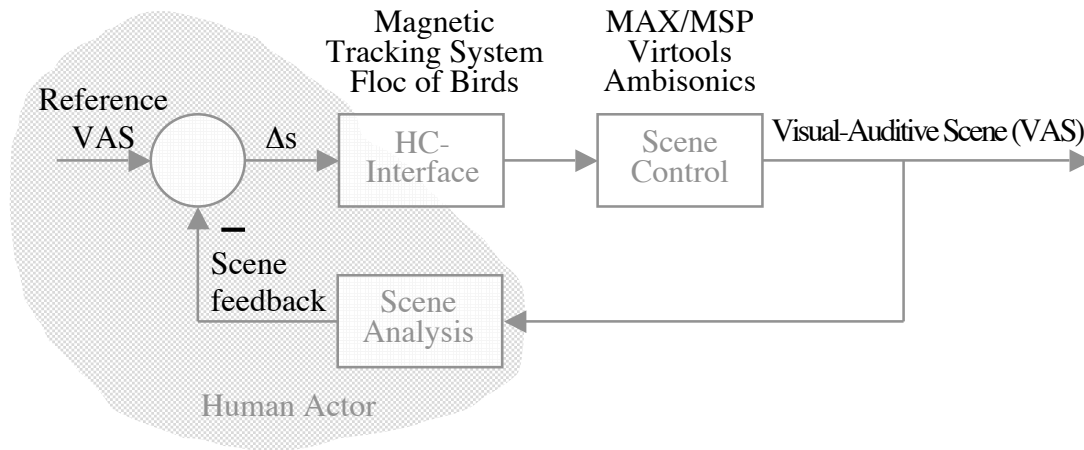 Magnetic
Tracking System
Floc of Birds
MAX/MSP
Virtools
Ambisonics
Reference
VAS
Δs
HC-
Interface
Scene
Control
Visual-Auditive Scene (VAS)
–
Scene
feedback
Scene
Analysis
Human Actor